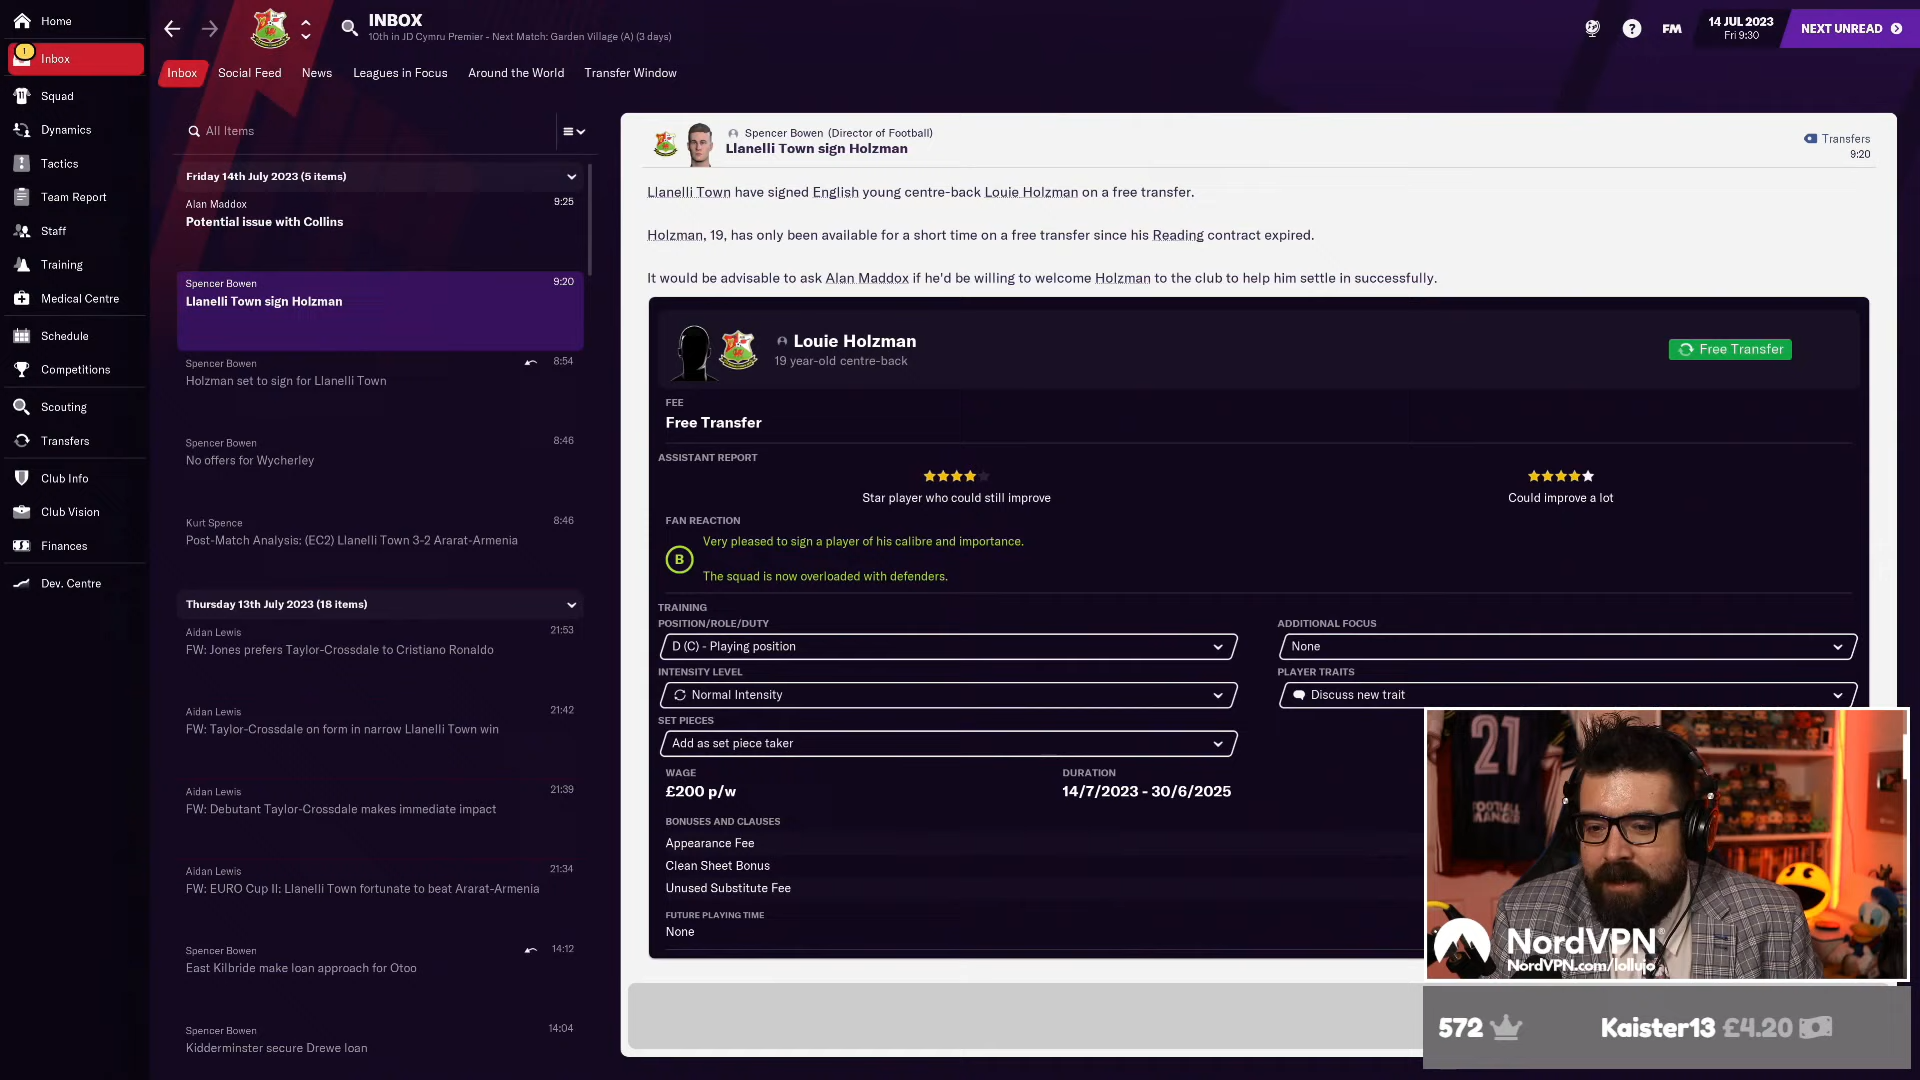 Home
INBOX
10th in JD Cymru Premier - Next Match: Garden Village (A) (3 days)
FM
14 JUL 2023
Fri 9:30
NEXT UNREAD
1
Inbox
Squad
Dynamics
Tactics
Team Report
Staff
Training
Medical Centre
Schedule
Competitions
Scouting
Transfers
Club Info
Club Vision
Finances
Dev. Centre
Inbox Social Feed News Leagues in Focus Around the World Transfer Window
All Items
Friday 14th July 2023 (5 items)
Alan Maddox 9:25
Potential issue with Collins
Spencer Bowen 9:20
Llanelli Town sign Holzman
Spencer Bowen 8:54
Holzman set to sign for Llanelli Town
Spencer Bowen 8:46
No offers for Wycherley
Kurt Spence 8:46
Post-Match Analysis: (EC2) Llanelli Town 3-2 Ararat-Armenia
Thursday 13th July 2023 (18 items)
Aidan Lewis 21:53
FW: Jones prefers Taylor-Crossdale to Cristiano Ronaldo
Aidan Lewis 21:42
FW: Taylor-Crossdale on form in narrow Llanelli Town win
Aidan Lewis 21:39
FW: Debutant Taylor-Crossdale makes immediate impact
Aidan Lewis 21:34
FW: EURO Cup II: Llanelli Town fortunate to beat Ararat-Armenia
Spencer Bowen 14:12
East Kilbride make loan approach for Otoo
Spencer Bowen 14:04
Kidderminster secure Drewe loan
Spencer Bowen (Director of Football)
Llanelli Town sign Holzman
Transfers
9:20
Llanelli Town have signed English young centre-back Louie Holzman on a free transfer.
Holzman, 19, has only been available for a short time on a free transfer since his Reading contract expired.
It would be advisable to ask Alan Maddox if he'd be willing to welcome Holzman to the club to help him settle in successfully.
Louie Holzman
19 year-old centre-back
Free Transfer
FEE
Free Transfer
ASSISTANT REPORT
Star player who could still improve
Could improve a lot
FAN REACTION
B
Very pleased to sign a player of his calibre and importance.
The squad is now overloaded with defenders.
TRAINING
POSITION/ROLE/DUTY
D (C) - Playing position
ADDITIONAL FOCUS
None
INTENSITY LEVEL
Normal Intensity
PLAYER TRAITS
Discuss new trait
SET PIECES
Add as set piece taker
WAGE
£200 p/w
DURATION
14/7/2023 - 30/6/2025
BONUSES AND CLAUSES
Appearance Fee
Clean Sheet Bonus
Unused Substitute Fee
FUTURE PLAYING TIME
None
21
NordVPN®
NordVPN.com/lollujo
572
Kaister13 £4.20